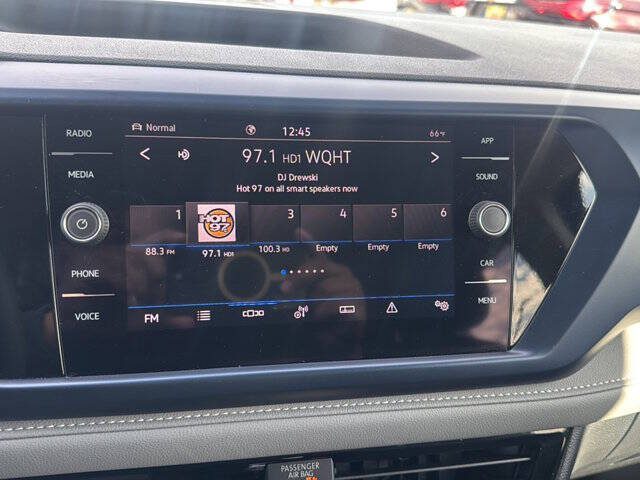 Normal 12:45 66°F
RADIO
MEDIA
PHONE
VOICE
97.1 HD1 WQHT
DJ Drewski
Hot 97 on all smart speakers now
1 3 4 5 6
HOT 97
88.3 FM 97.1 HD1 100.3 HD Empty Empty Empty
FM
APP
SOUND
CAR
MENU
PASSENGER
AIR BAG